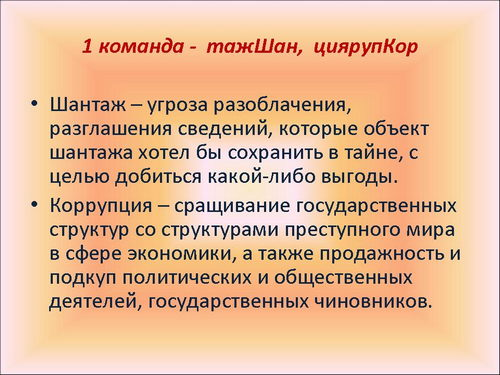 1 команда - тажШан, циярупКор
• Шантаж – угроза разоблачения,
разглашения сведений, которые объект
шантажа хотел бы сохранить в тайне, с
целью добиться какой-либо выгоды.
• Коррупция – сращивание государственных
структур со структурами преступного мира
в сфере экономики, а также продажность и
подкуп политических и общественных
деятелей, государственных чиновников.